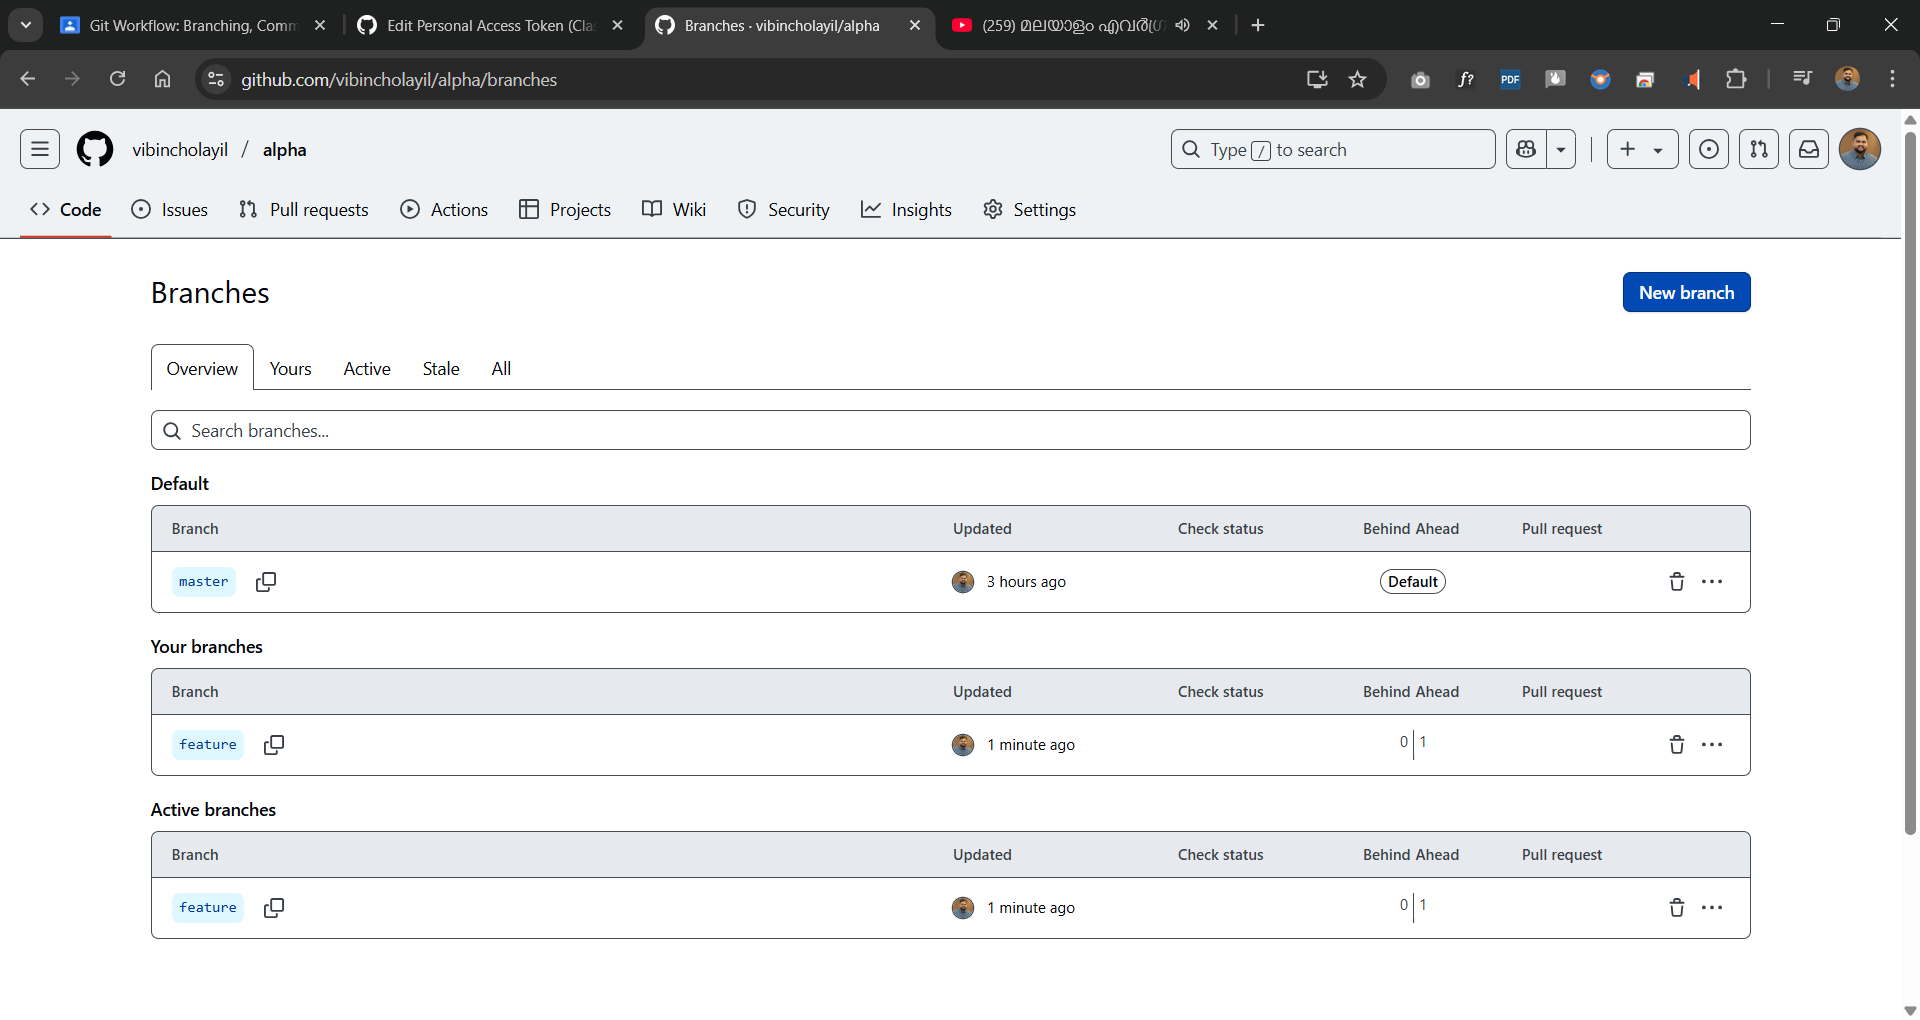 Git Workflow: Branching, Comm
Edit Personal Access Token (Cla
Branches · vibincholayil/alpha
(259) മലയാളം എവർഗ്ര
github.com/vibincholayil/alpha/branches
f?
PDF
vibincholayil / alpha
Type / to search
Code
Issues
Pull requests
Actions
Projects
Wiki
Security
Insights
Settings
Branches
New branch
Overview
Yours
Active
Stale
All
Search branches...
Default
Branch Updated Check status Behind Ahead Pull request
master 3 hours ago Default
Your branches
Branch Updated Check status Behind Ahead Pull request
feature 1 minute ago 0 | 1
Active branches
Branch Updated Check status Behind Ahead Pull request
feature 1 minute ago 0 | 1